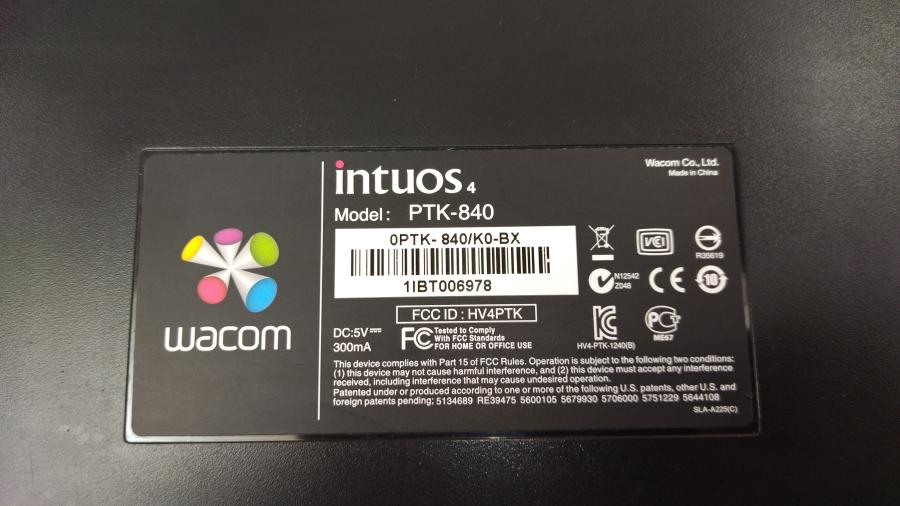 wacom
intuos4
Model: PTK-840
Wacom Co., Ltd.
Made in China
0PTK- 840/K0-BX
1IBT006978
FCC ID : HV4PTK
DC:5V
300mA
FC Tested to Comply
With FCC Standards
FOR HOME OR OFFICE USE
VCI
R35619
N12542
Z048
CE
10
HV4-PTK-1240(B)
ME67
This device complies with Part 15 of FCC Rules. Operation is subject to the following two conditions:
(1) this device may not cause harmful interference, and (2) this device must accept any interference
received, including interference that may cause undesired operation.
Patented under or produced according to one or more of the following U.S. patents, other U.S. and
foreign patents pending; 5134689 RE39475 5600105 5679930 5706000 5751229 5644108
SLA-A225(C)